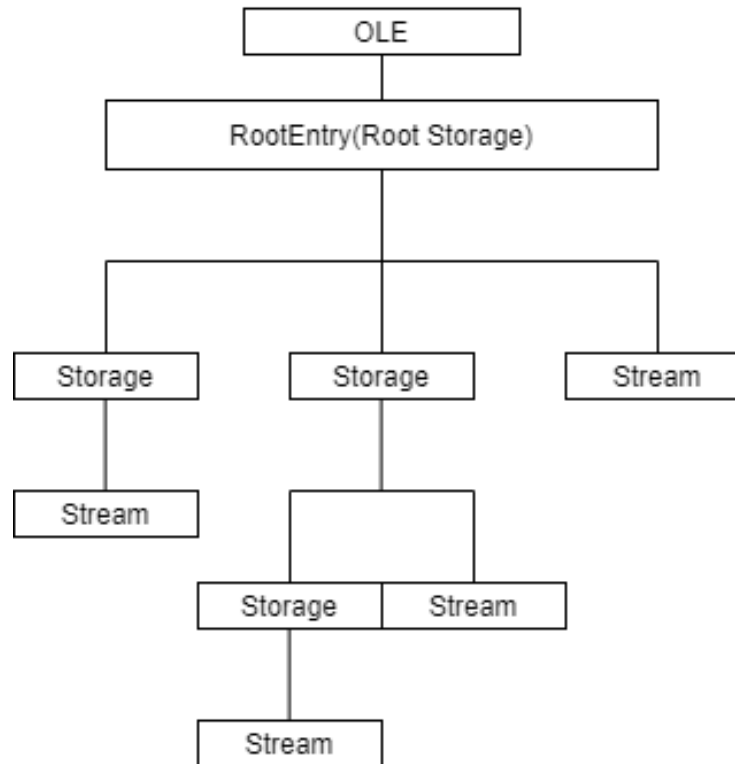 OLE
RootEntry(Root Storage)
Storage
Storage
Stream
Stream
Storage
Stream
Stream